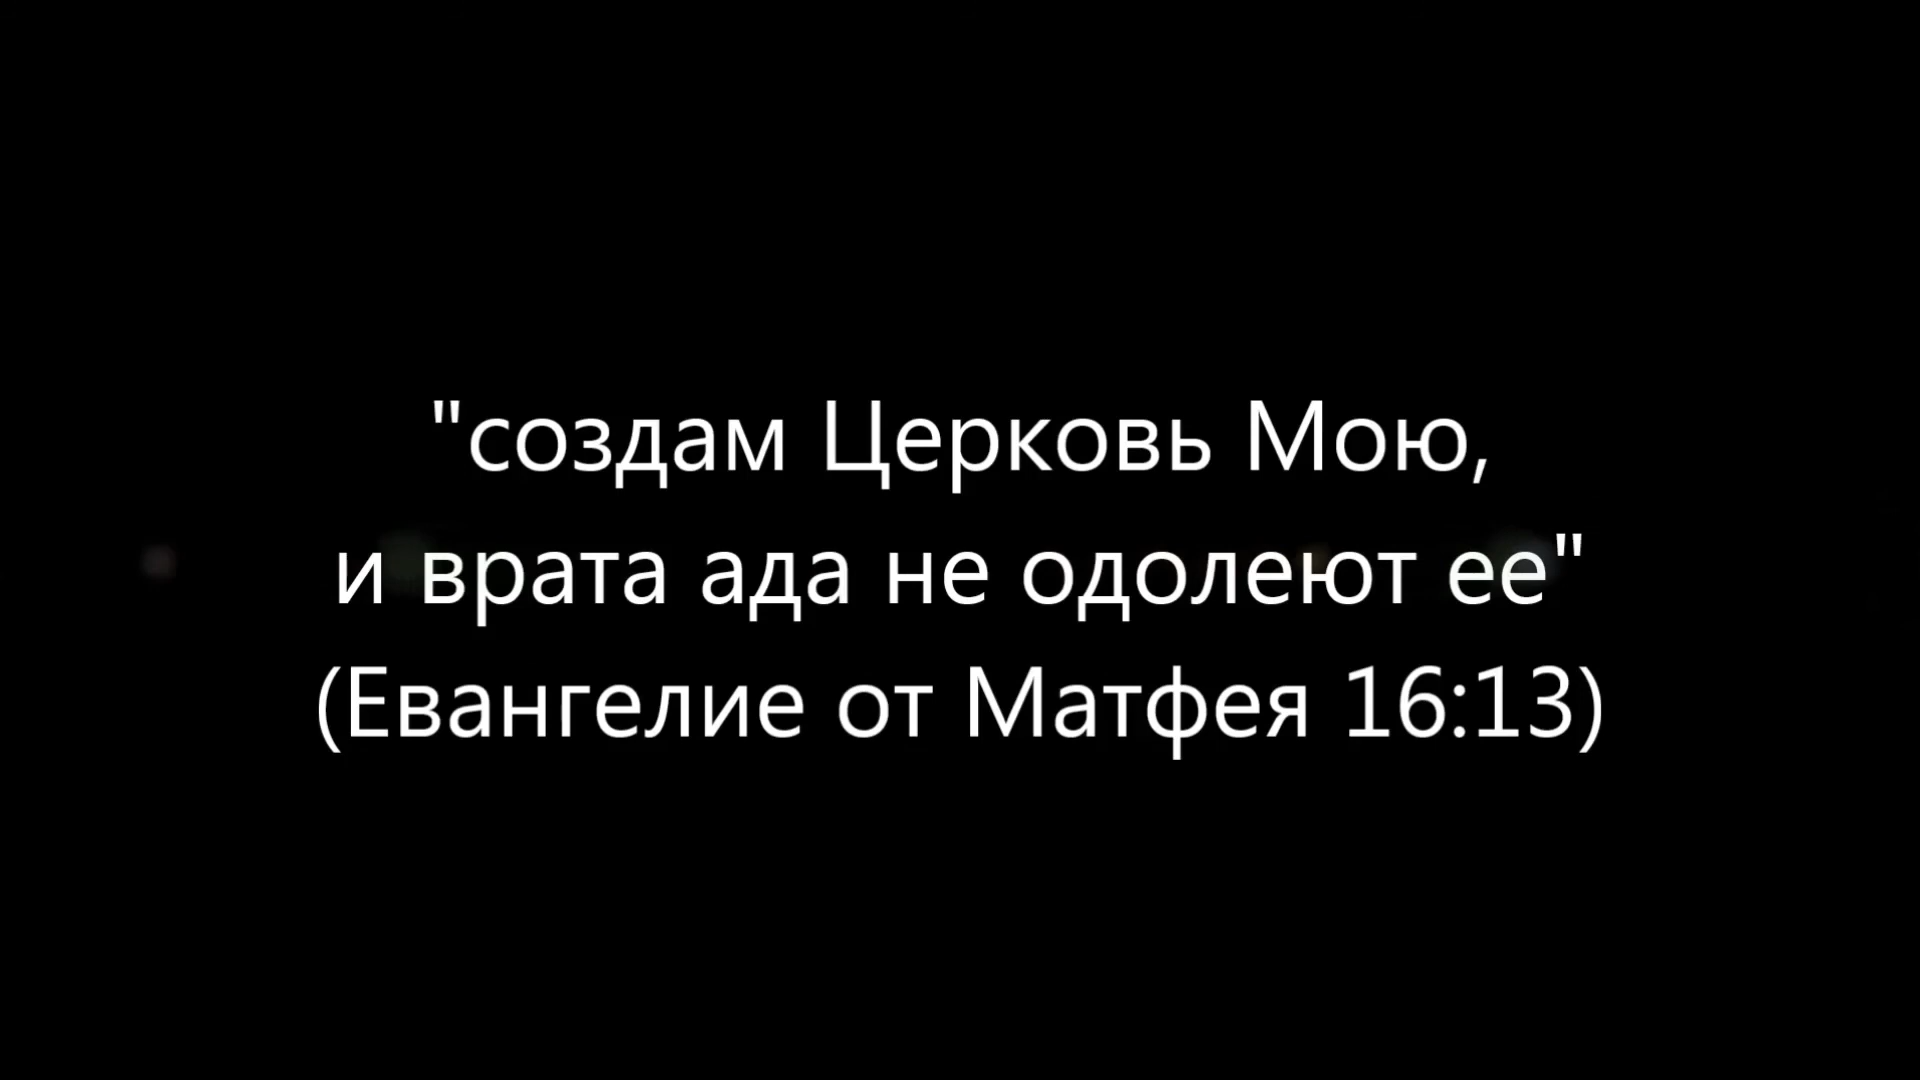 "создам Церковь Мою,
и врата ада не одолеют ее"
(Евангелие от Матфея 16:13)